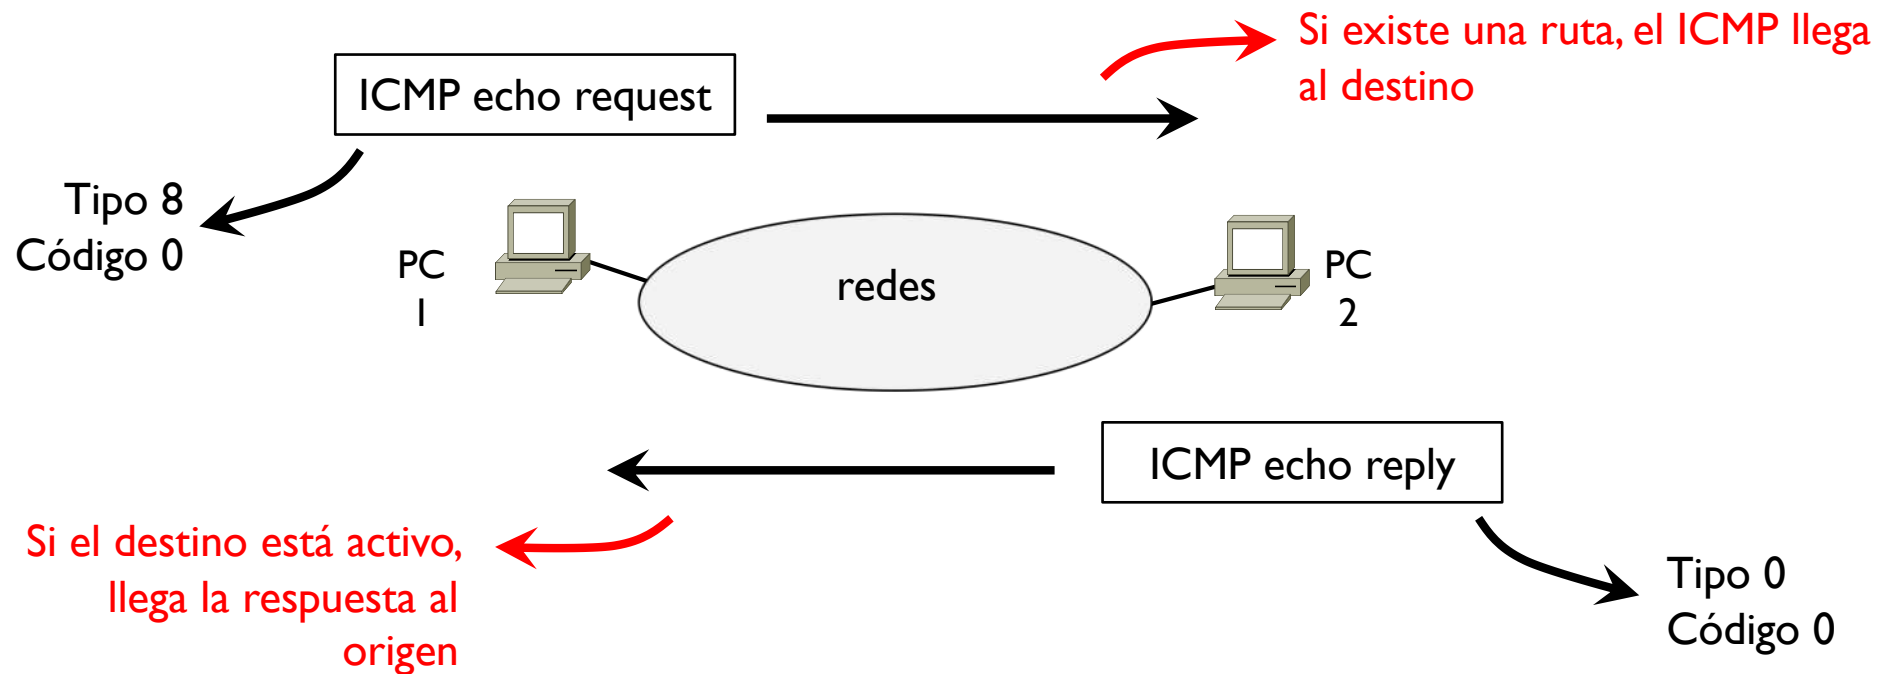 Si existe una ruta, el ICMP llega
al destino
ICMP echo request
Tipo 8
Código 0
PC
1
redes
PC
2
ICMP echo reply
Si el destino está activo,
llega la respuesta al
origen
Tipo 0
Código 0